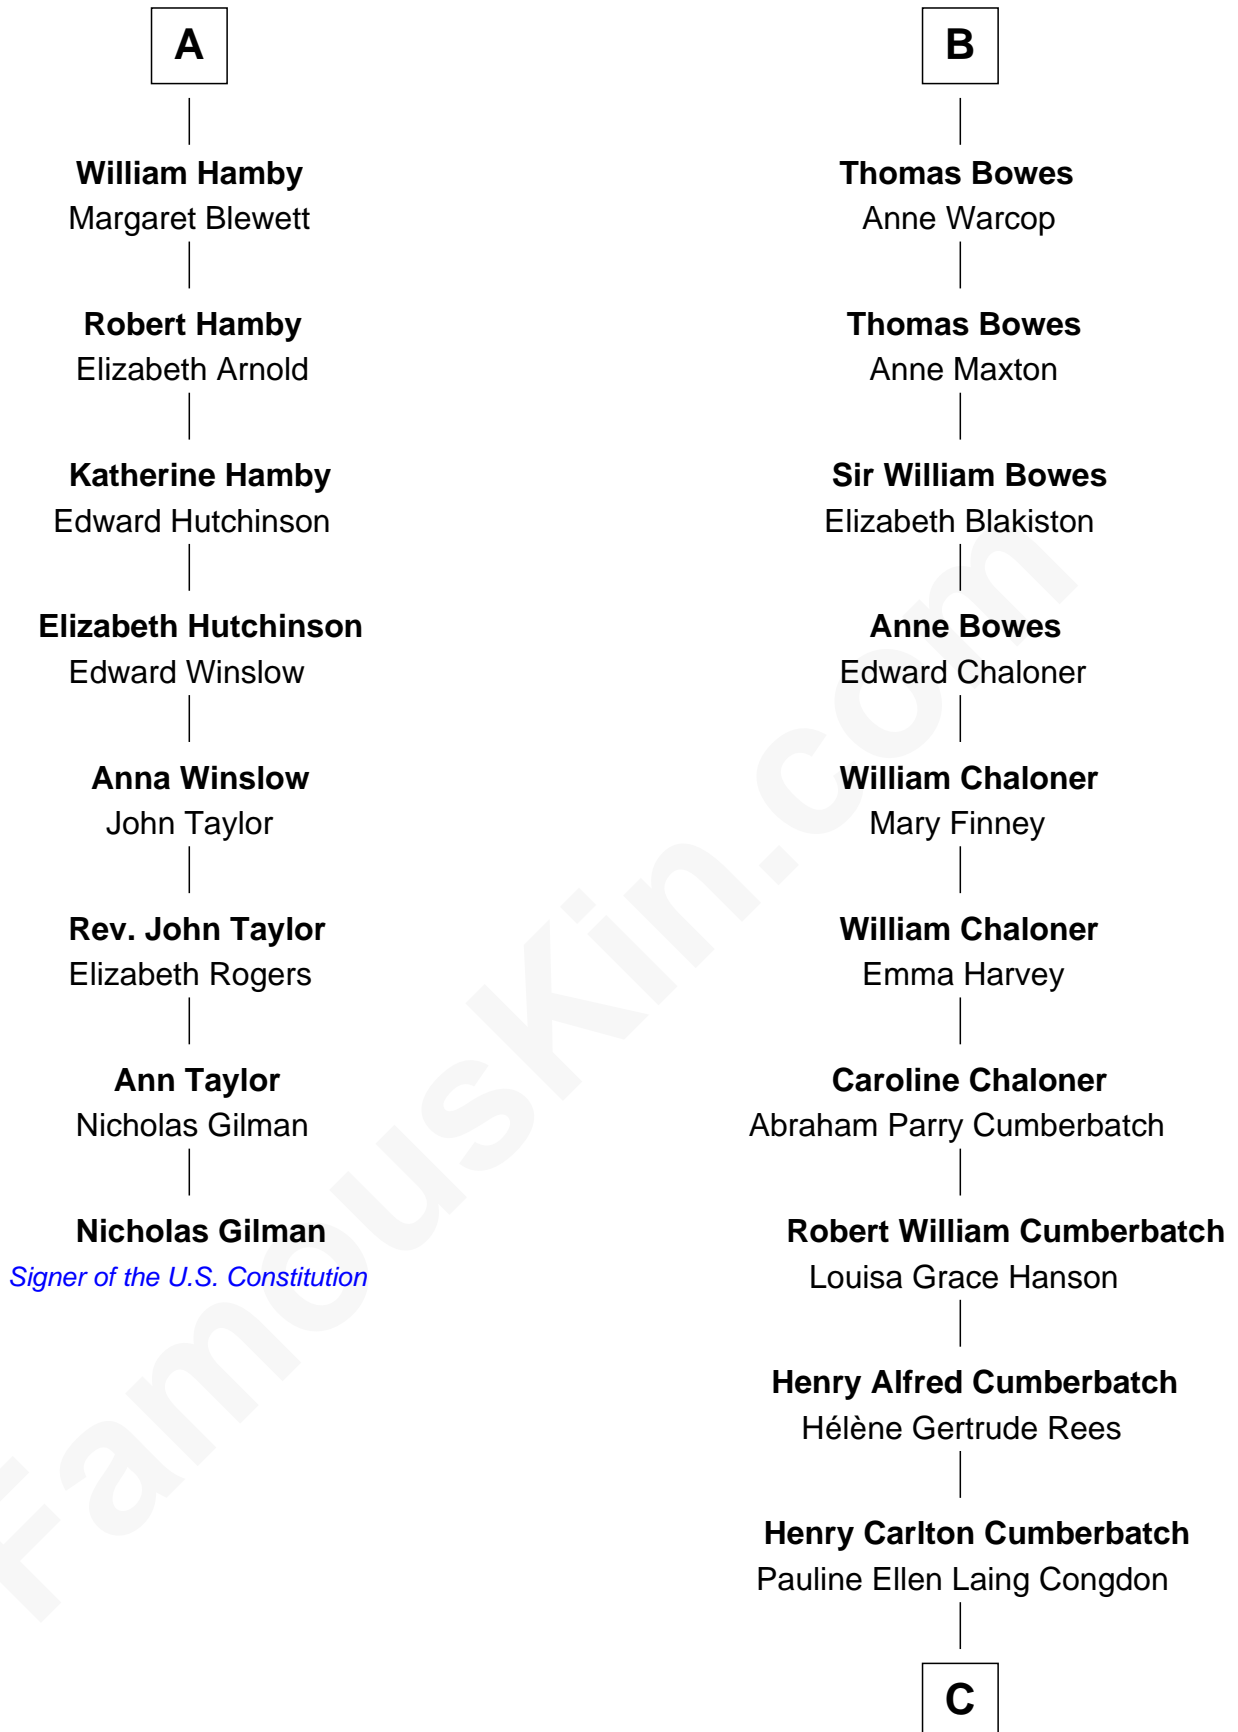 A
William Hamby
Margaret Blewett
Robert Hamby
Elizabeth Arnold
Katherine Hamby
Edward Hutchinson
Elizabeth Hutchinson
Edward Winslow
Anna Winslow
John Taylor
Rev. John Taylor
Elizabeth Rogers
Ann Taylor
Nicholas Gilman
Nicholas Gilman
Signer of the U.S. Constitution
B
Thomas Bowes
Anne Warcop
Thomas Bowes
Anne Maxton
Sir William Bowes
Elizabeth Blakiston
Anne Bowes
Edward Chaloner
William Chaloner
Mary Finney
William Chaloner
Emma Harvey
Caroline Chaloner
Abraham Parry Cumberbatch
Robert William Cumberbatch
Louisa Grace Hanson
Henry Alfred Cumberbatch
Hélène Gertrude Rees
Henry Carlton Cumberbatch
Pauline Ellen Laing Congdon
C
FamousKin.com